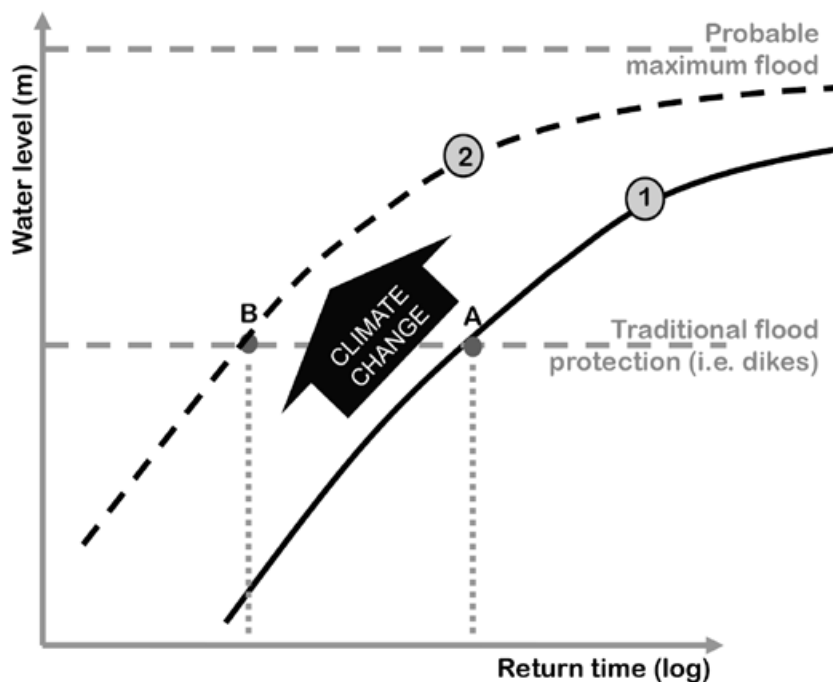 Probable
maximum flood
Water level (m)
2
1
B
A
CLIMATE
CHANGE
Traditional flood
protection (i.e. dikes)
Return time (log)